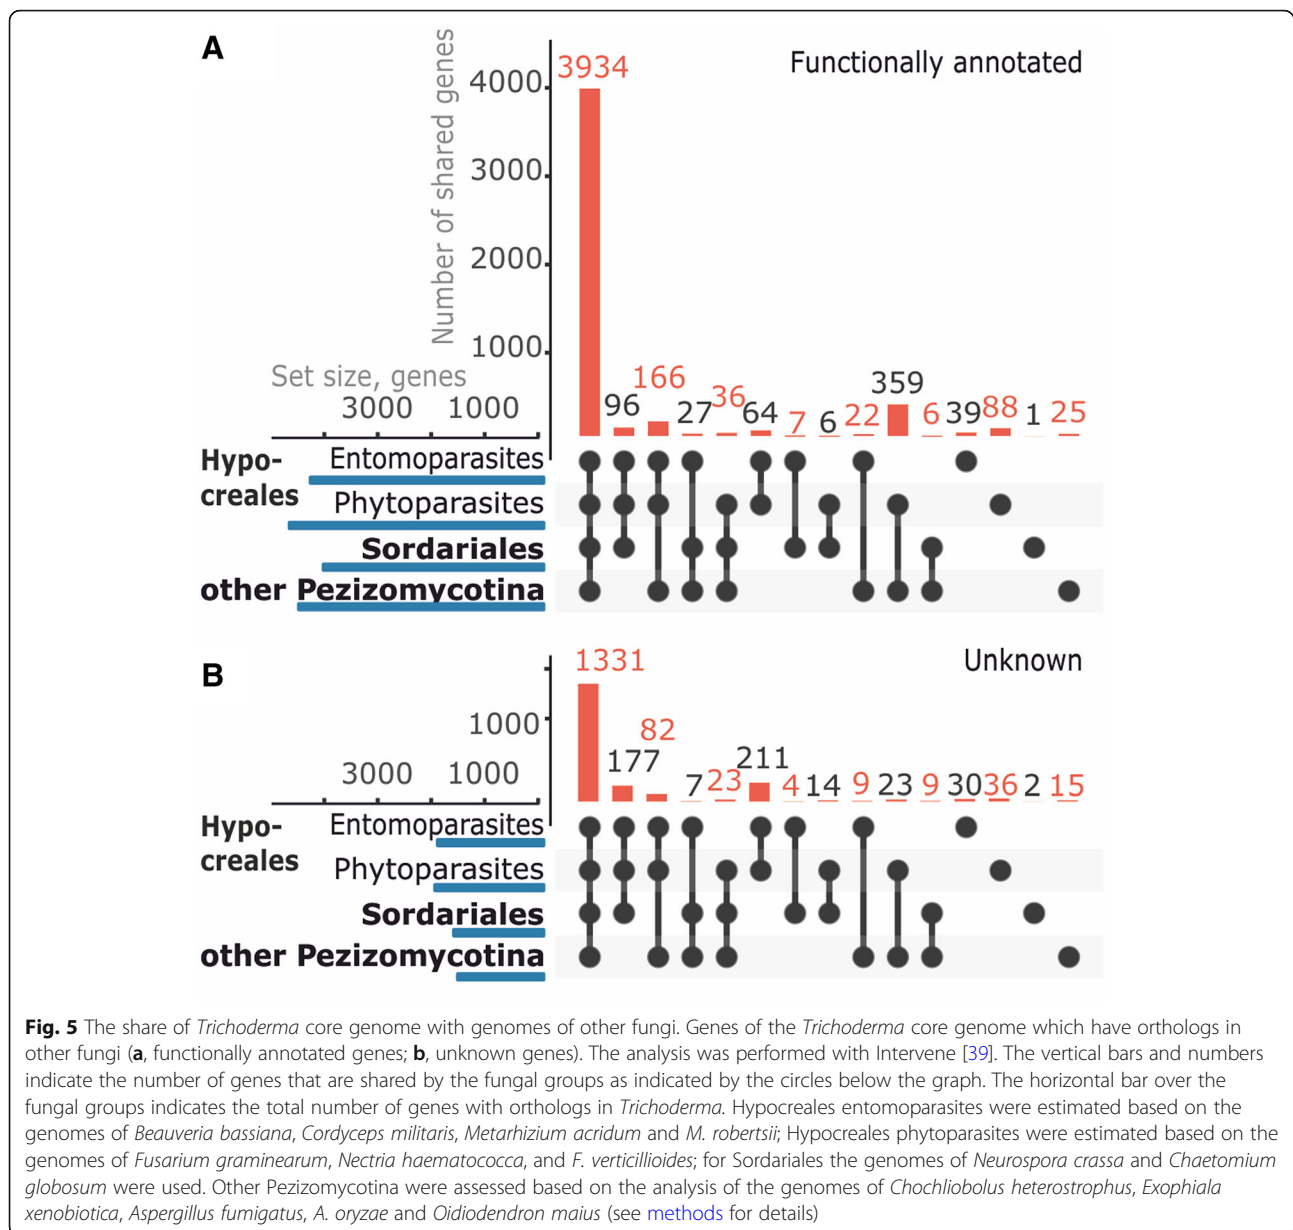 A
Functionally annotated
Number of shared genes
4000
3000
2000
1000
3934
96
166
27
36
64
7
6
22
359
6
39
88
1
25
Set size, genes
3000 1000
Hypo-
creales
Entomoparasites
Phytoparasites
Sordariales
other Pezizomycotina
B
Unknown
1000
1331
177
82
7
23
211
4
14
9
23
9
30
36
2
15
3000 1000
Hypo-
creales
Entomoparasites
Phytoparasites
Sordariales
other Pezizomycotina
Fig. 5 The share of Trichoderma core genome with genomes of other fungi. Genes of the Trichoderma core genome which have orthologs in
other fungi (a, functionally annotated genes; b, unknown genes). The analysis was performed with Intervene [39]. The vertical bars and numbers
indicate the number of genes that are shared by the fungal groups as indicated by the circles below the graph. The horizontal bar over the
fungal groups indicates the total number of genes with orthologs in Trichoderma. Hypocreales entomoparasites were estimated based on the
genomes of Beauveria bassiana, Cordyceps militaris, Metarhizium acridum and M. robertsii; Hypocreales phytoparasites were estimated based on the
genomes of Fusarium graminearum, Nectria haematococca, and F. verticillioides; for Sordariales the genomes of Neurospora crassa and Chaetomium
globosum were used. Other Pezizomycotina were assessed based on the analysis of the genomes of Chochliobolus heterostrophus, Exophiala
xenobiotica, Aspergillus fumigatus, A. oryzae and Oidiodendron maius (see methods for details)